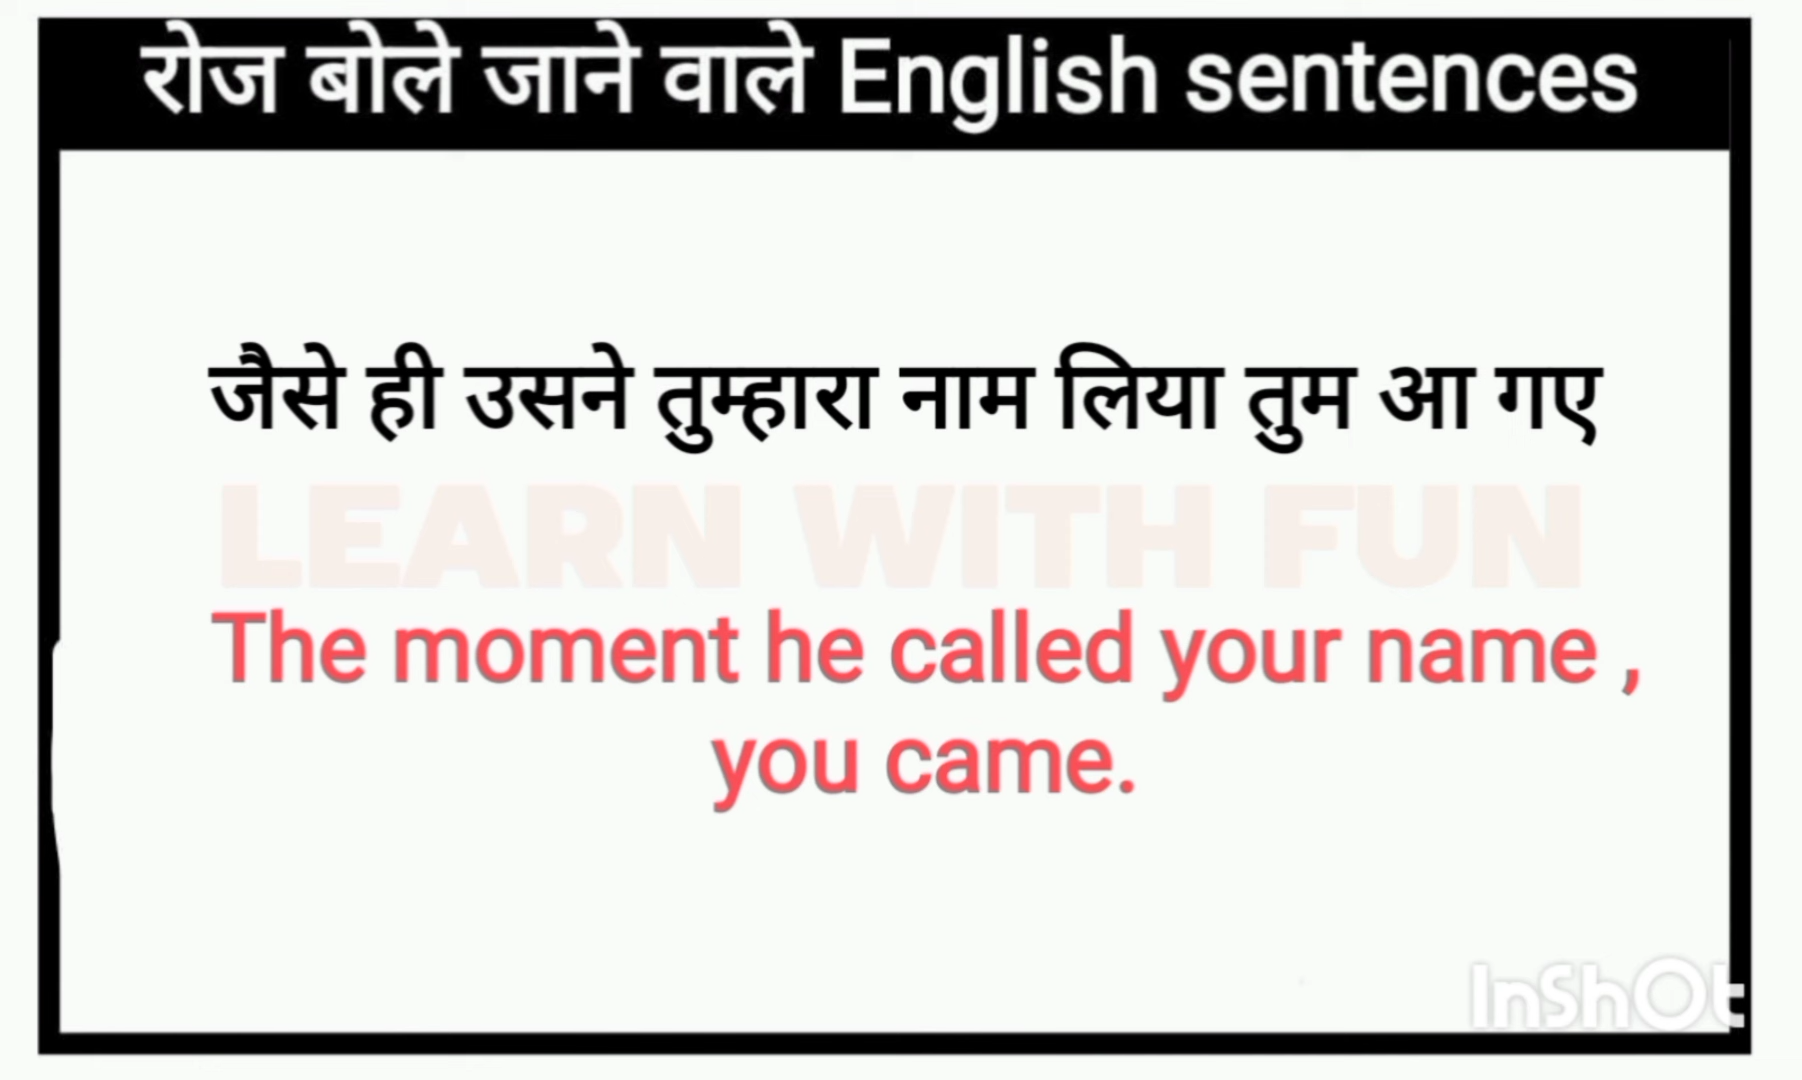 रोज बोले जाने वाले English sentences
जैसे ही उसने तुम्हारा नाम लिया तुम आ गए
LEARN WITH FUN
The moment he called your name ,
you came.
InShOt